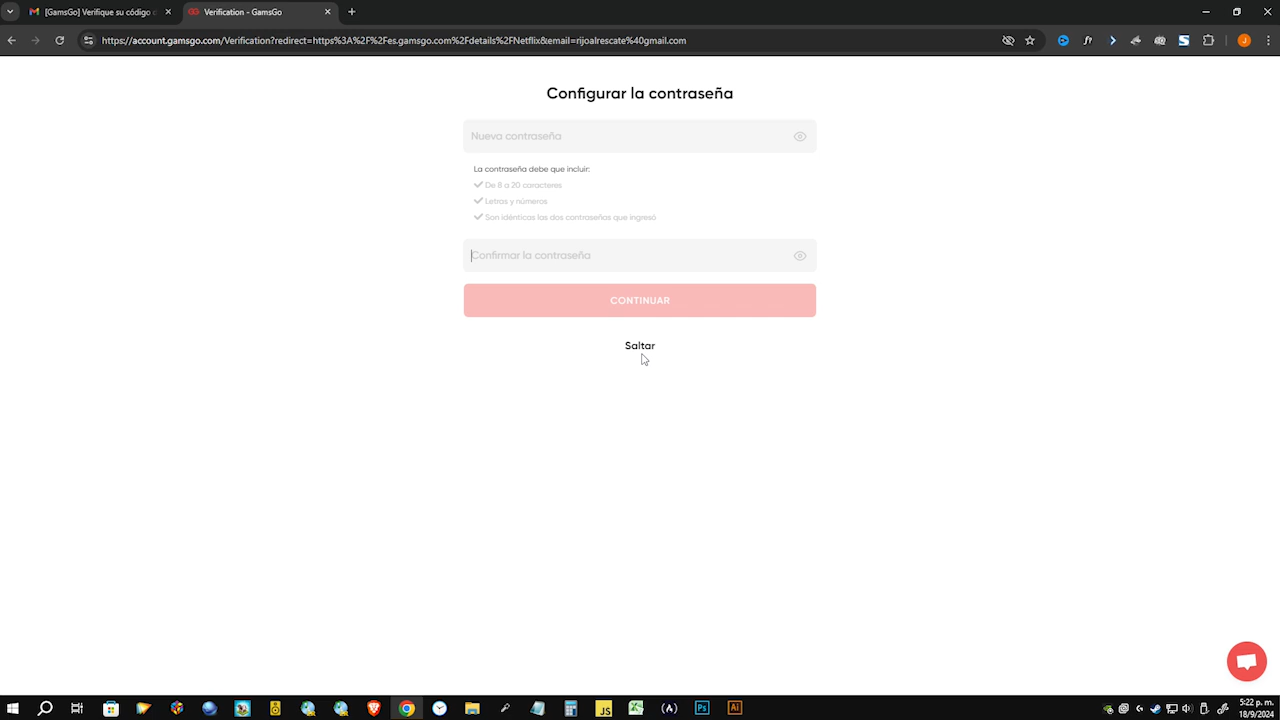 [GamsGo] Verifique su código c
Verification - GamsGo
https://account.gamsgo.com/Verification?redirect=https%3A%2F%2Fes.gamsgo.com%2Fdetails%2FNetflix&email=rijoalrescate%40gmail.com
J
Configurar la contraseña
Nueva contraseña
La contraseña debe que incluir:
De 8 a 20 caracteres
Letras y números
Son idénticas las dos contraseñas que ingresó
Confirmar la contraseña
CONTINUAR
Saltar
JS
Ps
Ai
5:22 p. m.
18/9/2024